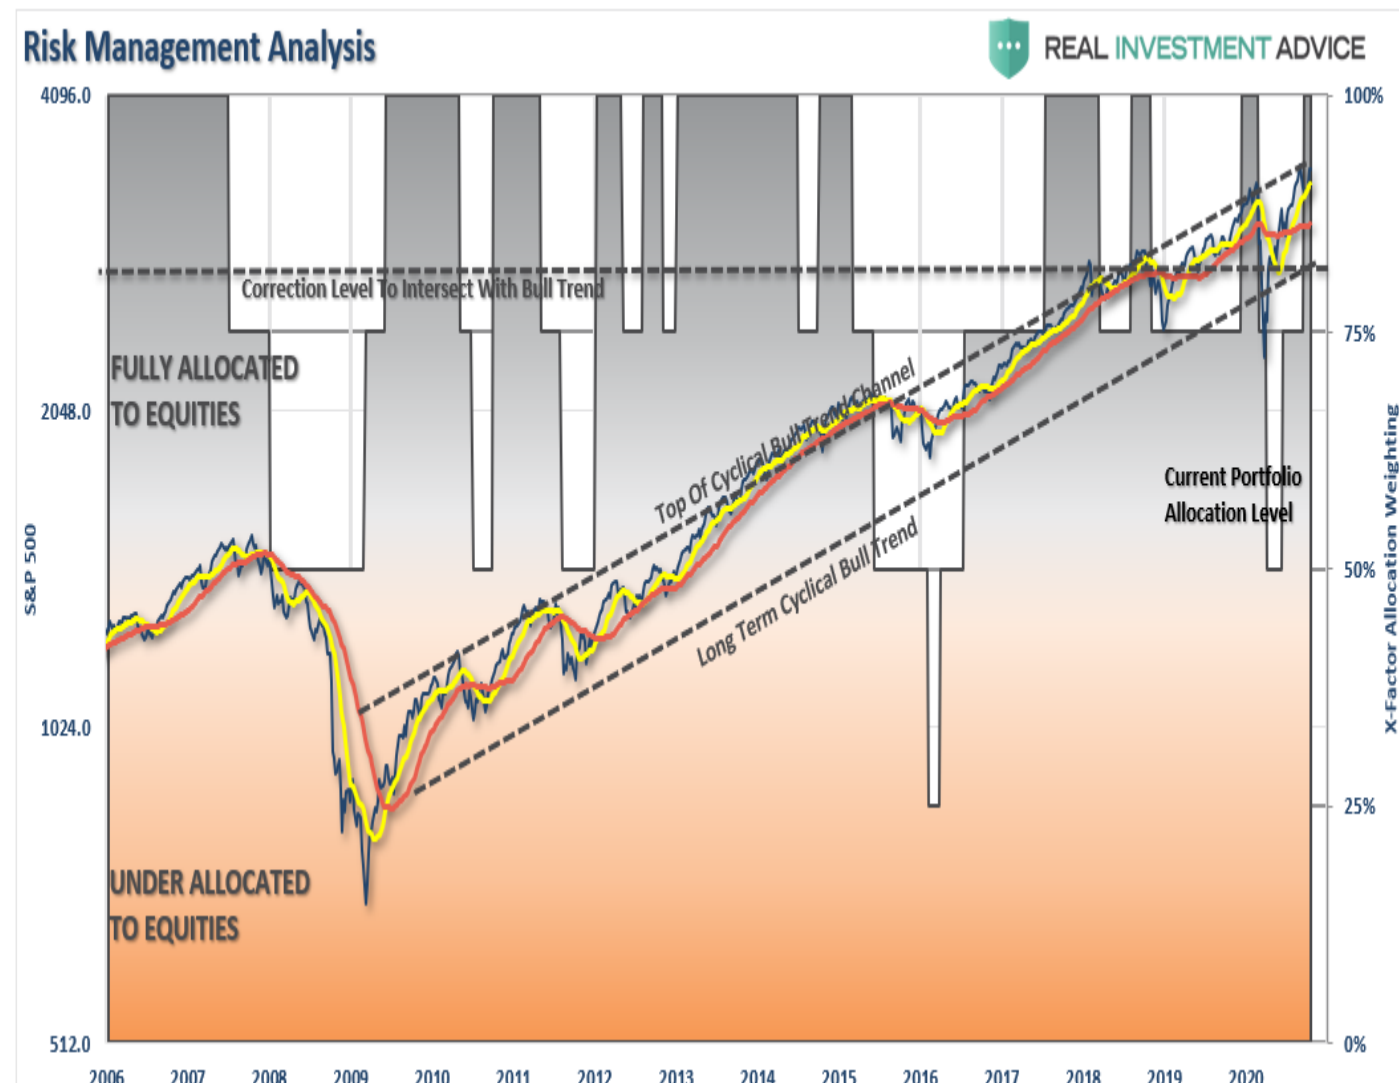 Risk Management Analysis
REAL INVESTMENT ADVICE
4096.0
100%
Correction Level To Intersect With Bull Trend
75%
FULLY ALLOCATED
TO EQUITIES
2048.0
Top Of Cyclical Bull Trend Channel
Current Portfolio
Allocation Level
S&P 500
X-Factor Allocation Weighting
50%
Long Term Cyclical Bull Trend
1024.0
25%
UNDER ALLOCATED
TO EQUITIES
512.0
0%
2006 2007 2008 2009 2010 2011 2012 2013 2014 2015 2016 2017 2018 2019 2020